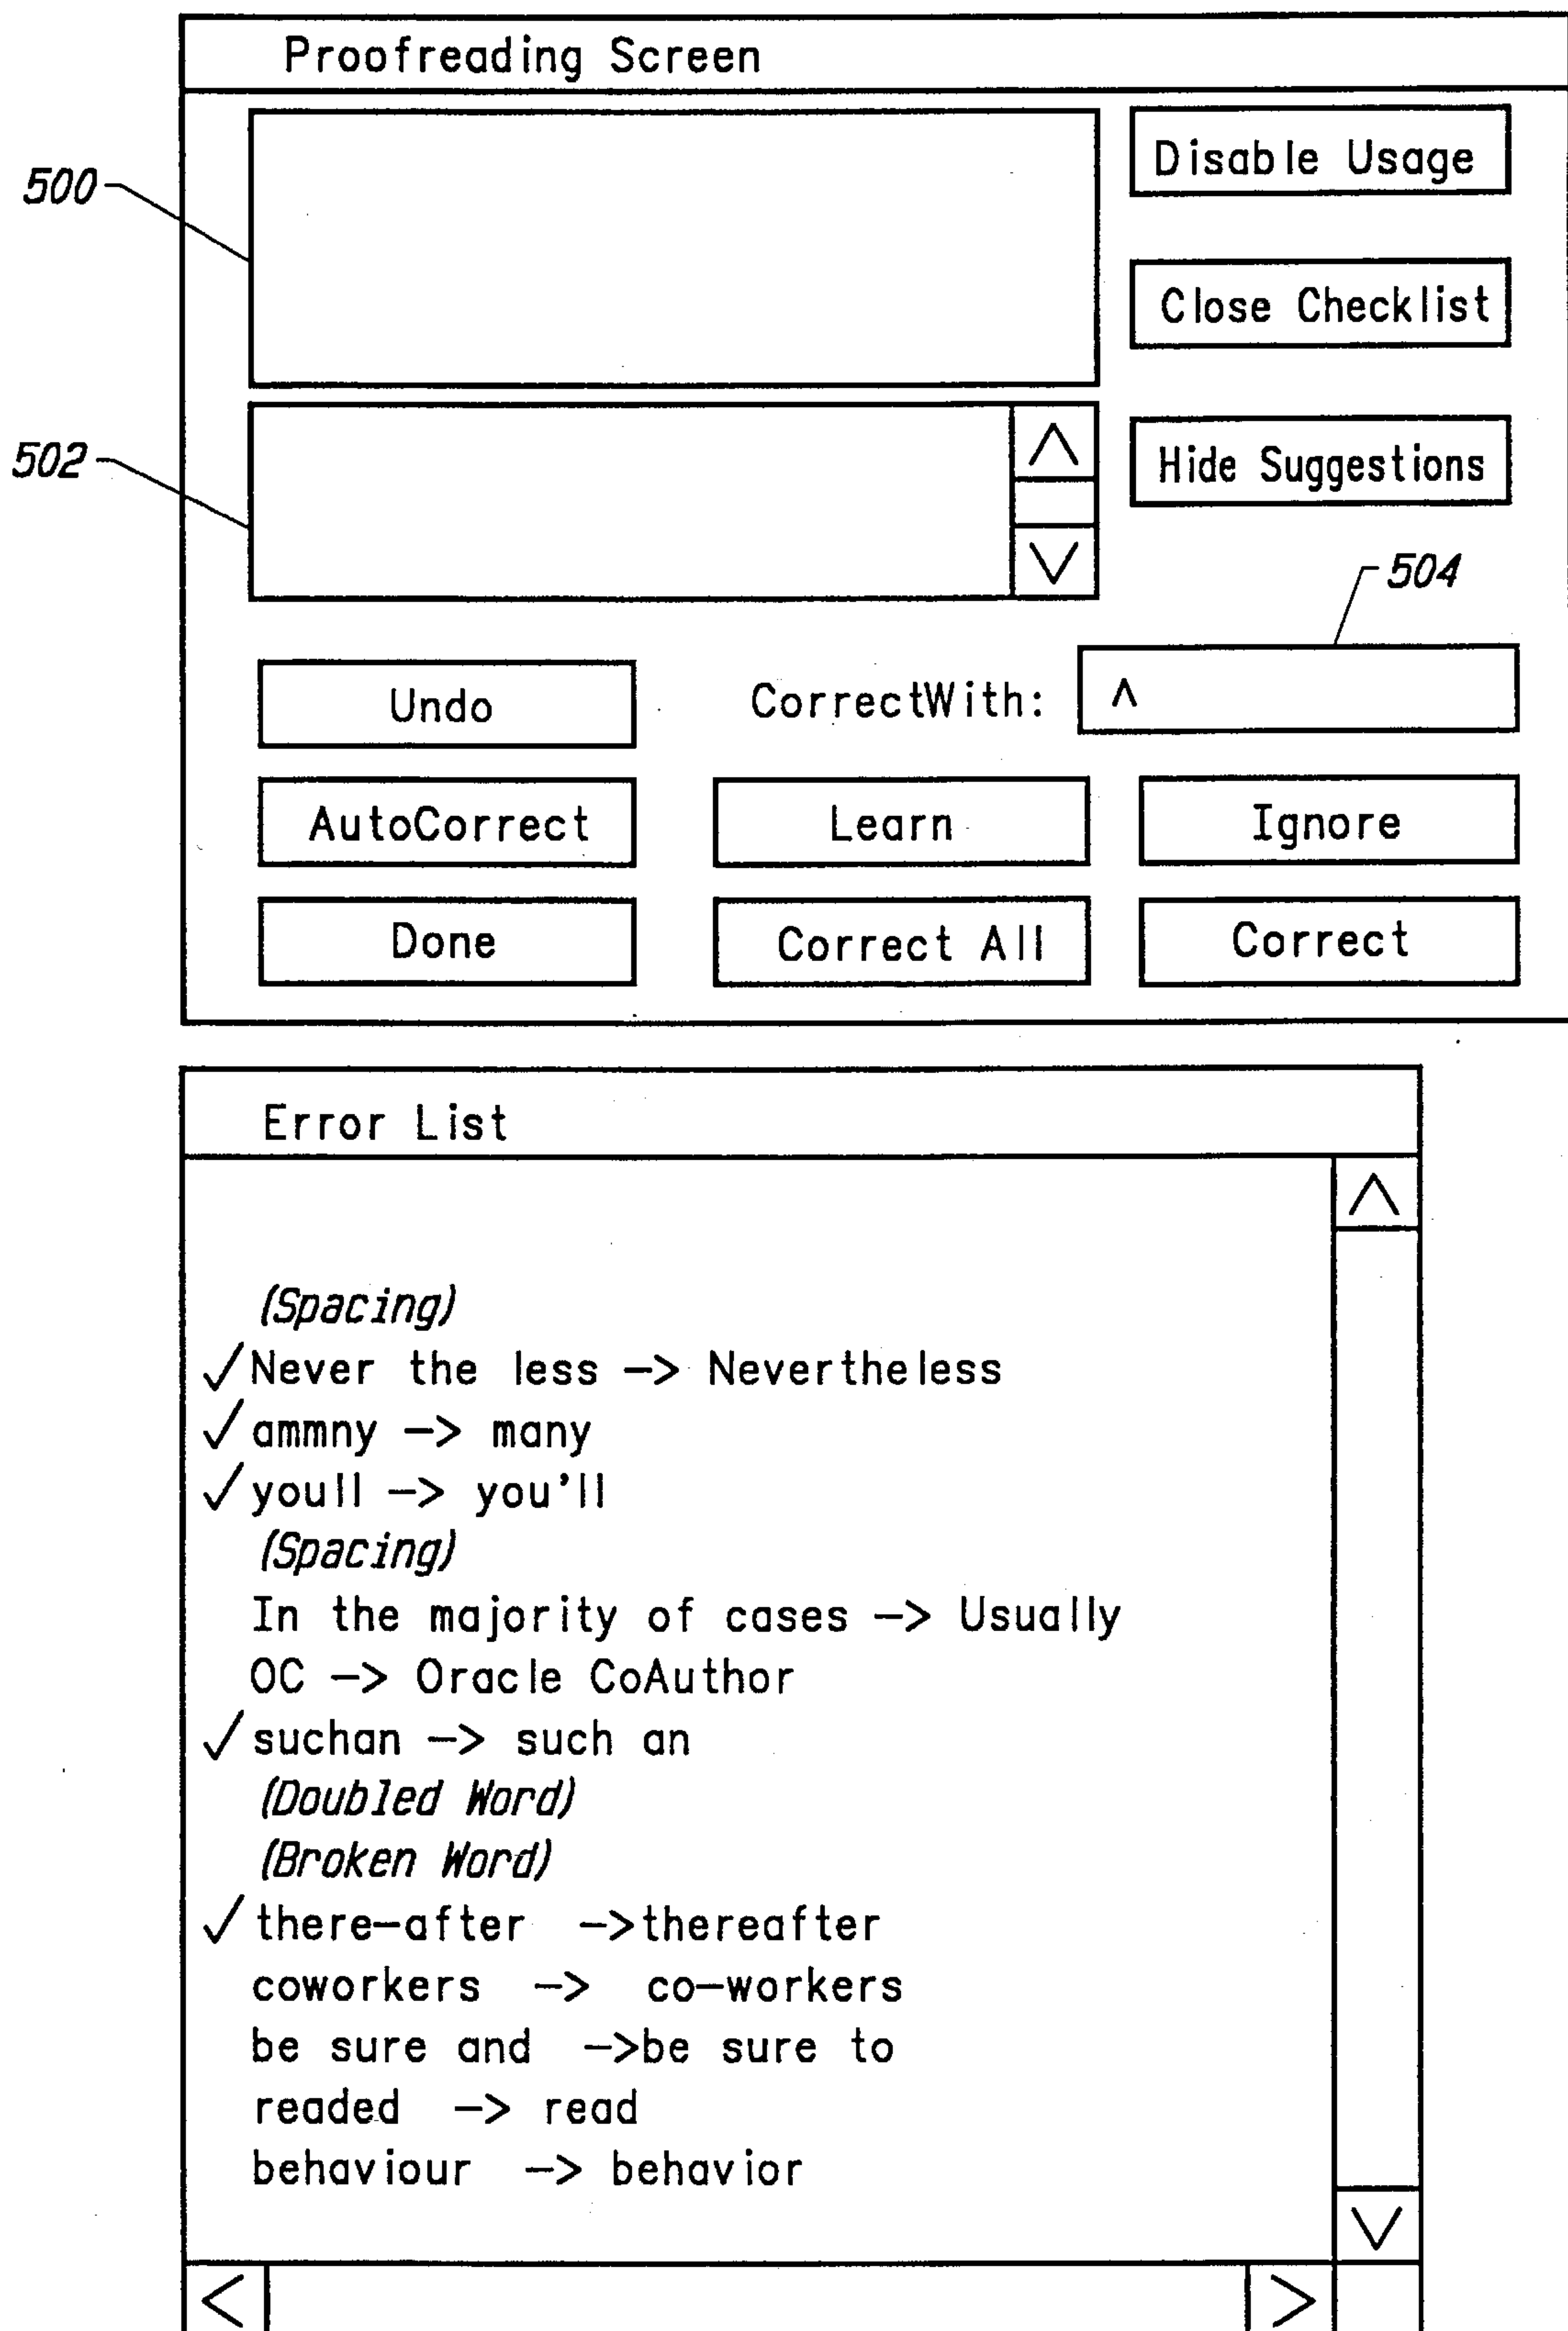 Proofreading Screen
500
Disable Usage
Close Checklist
502
Hide Suggestions
504
Undo
CorrectWith: ^
AutoCorrect
Learn
Ignore
Done
Correct All
Correct
Error List
(Spacing)
✓Never the less -> Nevertheless
✓ammny -> many
✓youll -> you'll
(Spacing)
In the majority of cases -> Usually
OC -> Oracle CoAuthor
✓suchan -> such an
(Doubled Word)
(Broken Word)
✓there-after ->thereafter
coworkers -> co-workers
be sure and ->be sure to
readed -> read
behaviour -> behavior